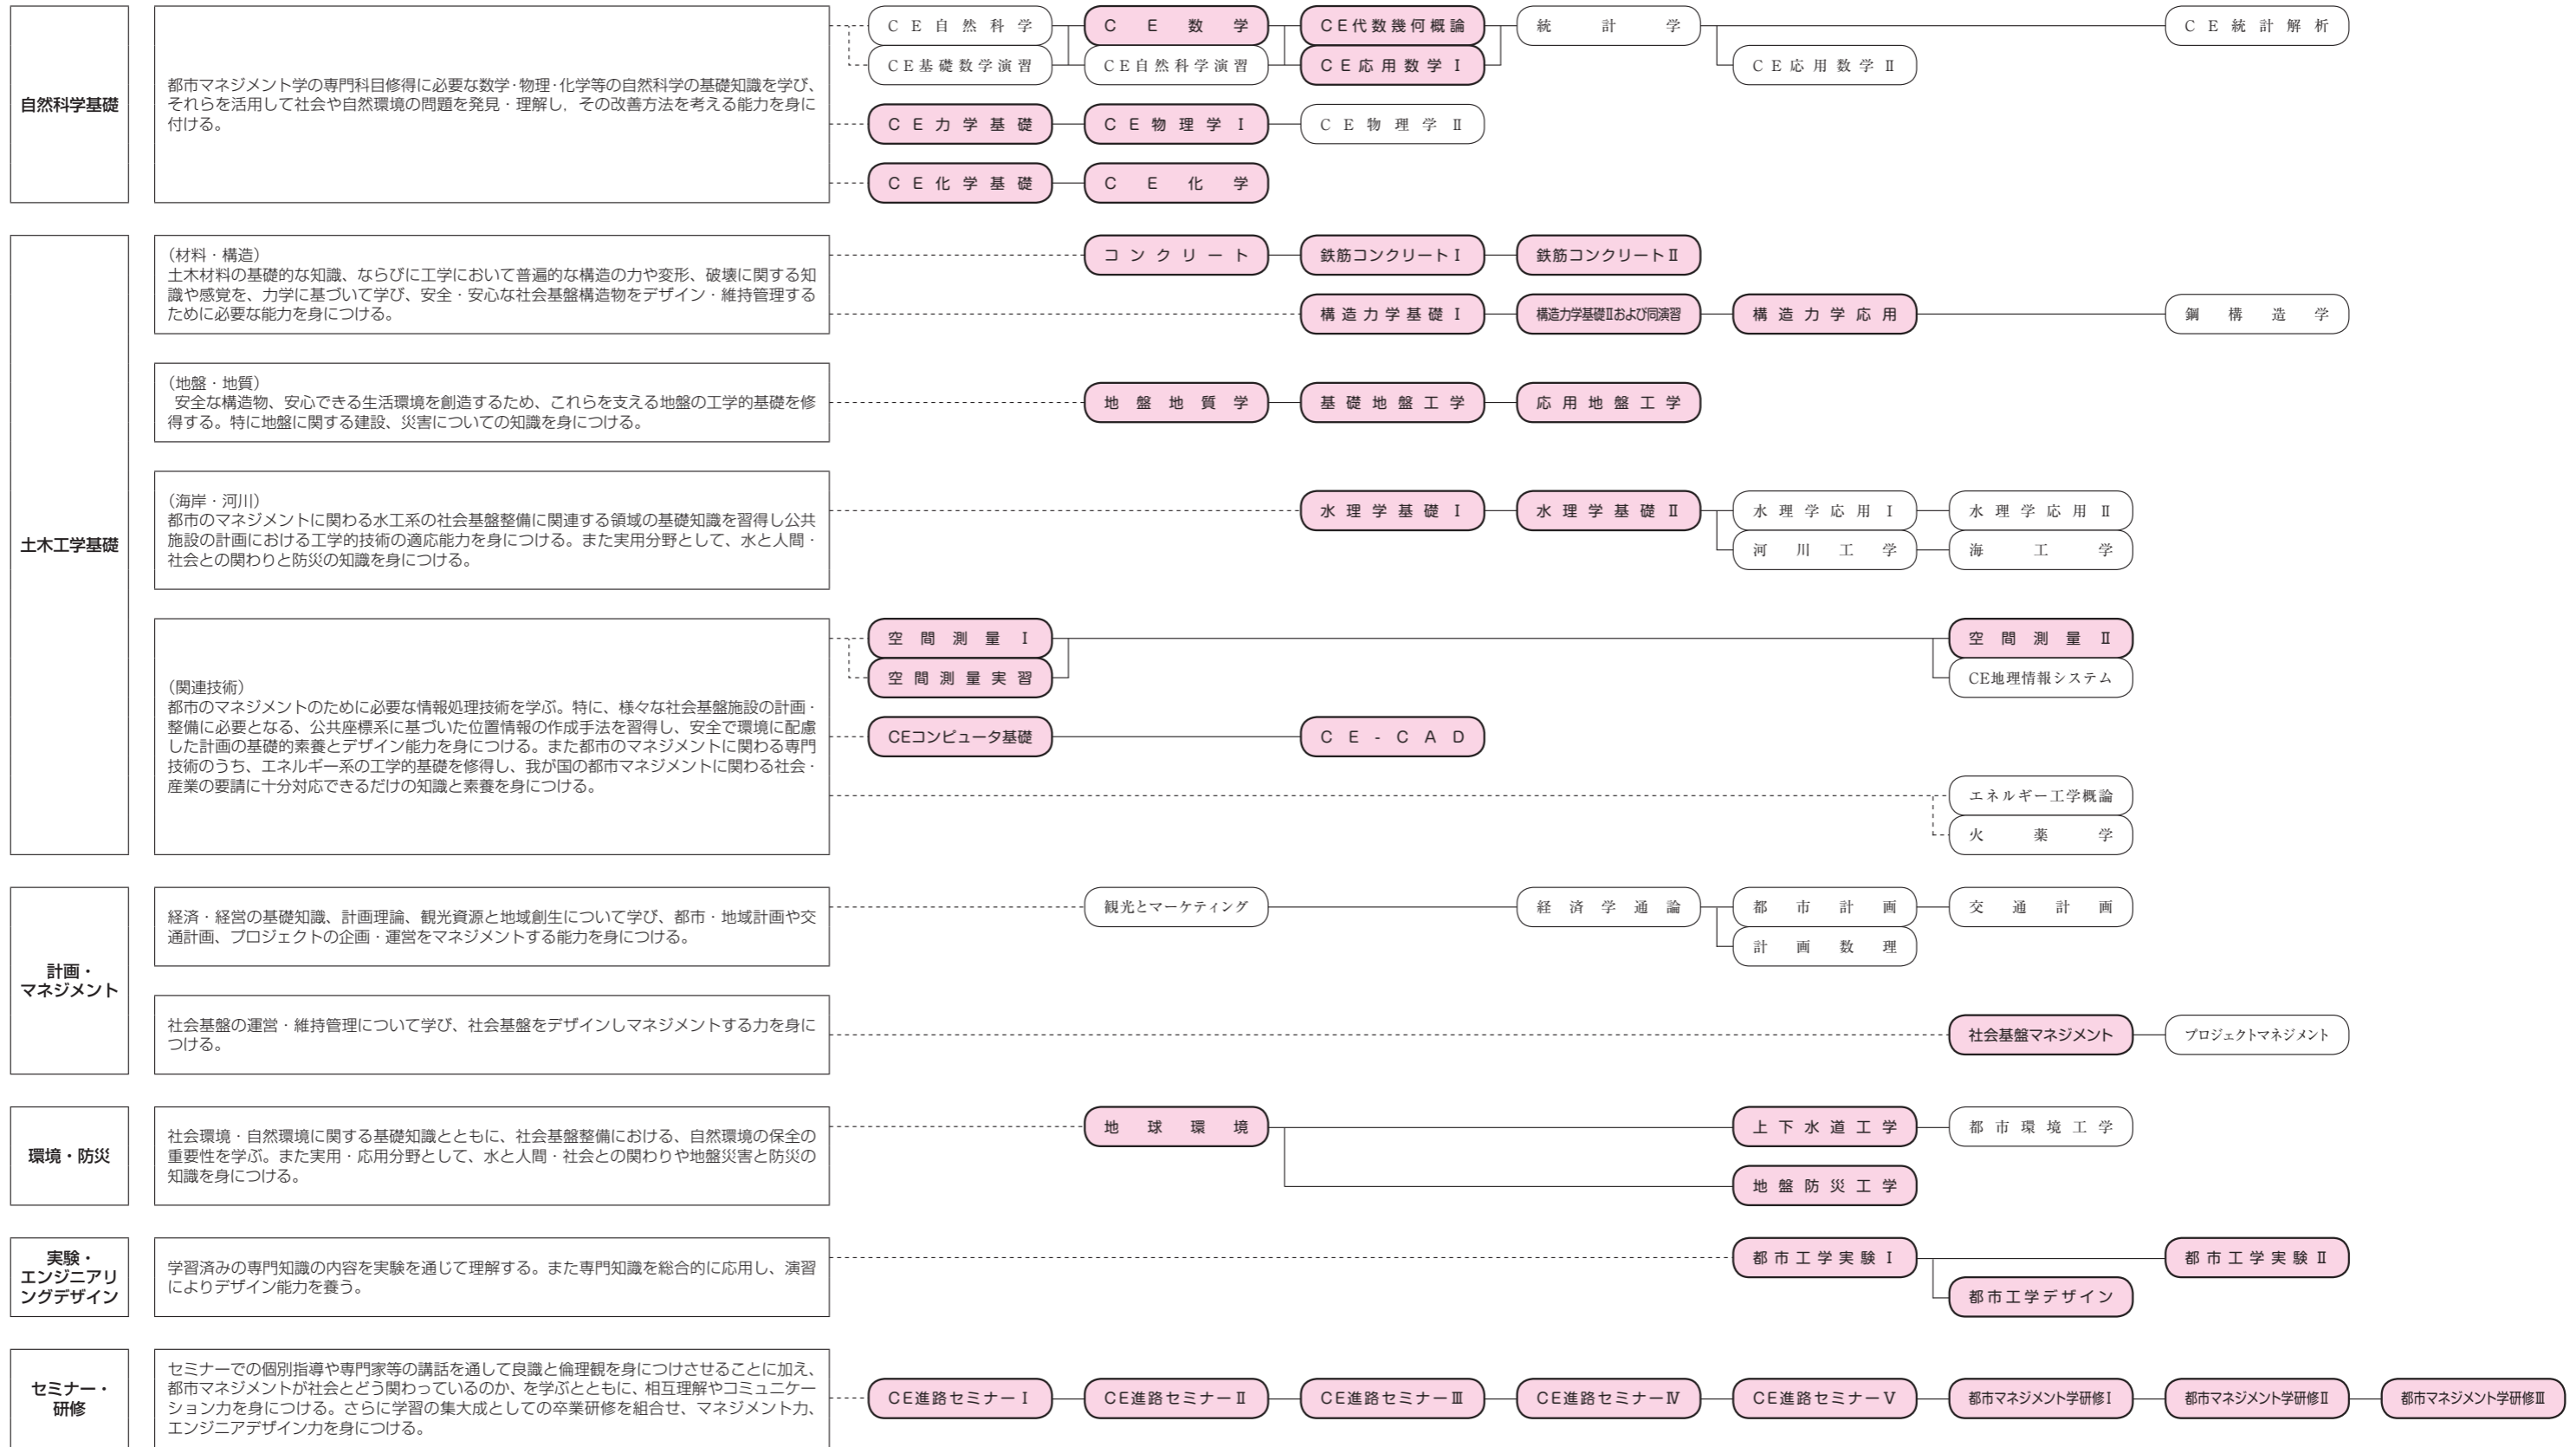 自然科学基礎
都市マネジメント学の専門科目修得に必要な数学・物理・化学等の自然科学の基礎知識を学び、
それらを活用して社会や自然環境の問題を発見・理解し，その改善方法を考える能力を身に
付ける。
CE自然科学
CE数学
CE代数幾何概論
統計学
CE統計解析
CE基礎数学演習
CE自然科学演習
CE応用数学Ⅰ
CE応用数学Ⅱ
CE力学基礎
CE物理学Ⅰ
CE物理学Ⅱ
CE化学基礎
CE化学
土木工学基礎
（材料・構造）
土木材料の基礎的な知識、ならびに工学において普遍的な構造の力や変形、破壊に関する知
識や感覚を、力学に基づいて学び、安全・安心な社会基盤構造物をデザイン・維持管理する
ために必要な能力を身につける。
コンクリート
鉄筋コンクリートⅠ
鉄筋コンクリートⅡ
構造力学基礎Ⅰ
構造力学基礎Ⅱおよび同演習
構造力学応用
鋼構造学
（地盤・地質）
安全な構造物、安心できる生活環境を創造するため、これらを支える地盤の工学的基礎を修
得する。特に地盤に関する建設、災害についての知識を身につける。
地盤地質学
基礎地盤工学
応用地盤工学
（海岸・河川）
都市のマネジメントに関わる水工系の社会基盤整備に関連する領域の基礎知識を習得し公共
施設の計画における工学的技術の適応能力を身につける。また実用分野として、水と人間・
社会との関わりと防災の知識を身につける。
水理学基礎Ⅰ
水理学基礎Ⅱ
水理学応用Ⅰ
水理学応用Ⅱ
河川工学
海工学
（関連技術）
都市のマネジメントのために必要な情報処理技術を学ぶ。特に、様々な社会基盤施設の計画・
整備に必要となる、公共座標系に基づいた位置情報の作成手法を習得し、安全で環境に配慮
した計画の基礎的素養とデザイン能力を身につける。また都市のマネジメントに関わる専門
技術のうち、エネルギー系の工学的基礎を修得し、我が国の都市マネジメントに関わる社会・
産業の要請に十分対応できるだけの知識と素養を身につける。
空間測量Ⅰ
空間測量Ⅱ
空間測量実習
CE地理情報システム
CEコンピュータ基礎
CE-CAD
エネルギー工学概論
火薬学
計画・
マネジメント
経済・経営の基礎知識、計画理論、観光資源と地域創生について学び、都市・地域計画や交
通計画、プロジェクトの企画・運営をマネジメントする能力を身につける。
観光とマーケティング
経済学通論
都市計画
交通計画
計画数理
社会基盤の運営・維持管理について学び、社会基盤をデザインしマネジメントする力を身に
つける。
社会基盤マネジメント
プロジェクトマネジメント
環境・防災
社会環境・自然環境に関する基礎知識とともに、社会基盤整備における、自然環境の保全の
重要性を学ぶ。また実用・応用分野として、水と人間・社会との関わりや地盤災害と防災の
知識を身につける。
地球環境
上下水道工学
都市環境工学
地盤防災工学
実験・
エンジニアリ
ングデザイン
学習済みの専門知識の内容を実験を通じて理解する。また専門知識を総合的に応用し、演習
によりデザイン能力を養う。
都市工学実験Ⅰ
都市工学実験Ⅱ
都市工学デザイン
セミナー・
研修
セミナーでの個別指導や専門家等の講話を通して良識と倫理観を身につけさせることに加え、
都市マネジメントが社会とどう関わっているのか、を学ぶとともに、相互理解やコミュニケー
ション力を身につける。さらに学習の集大成としての卒業研修を組合せ、マネジメント力、
エンジニアデザイン力を身につける。
CE進路セミナーⅠ
CE進路セミナーⅡ
CE進路セミナーⅢ
CE進路セミナーⅣ
CE進路セミナーⅤ
都市マネジメント学研修Ⅰ
都市マネジメント学研修Ⅱ
都市マネジメント学研修Ⅲ